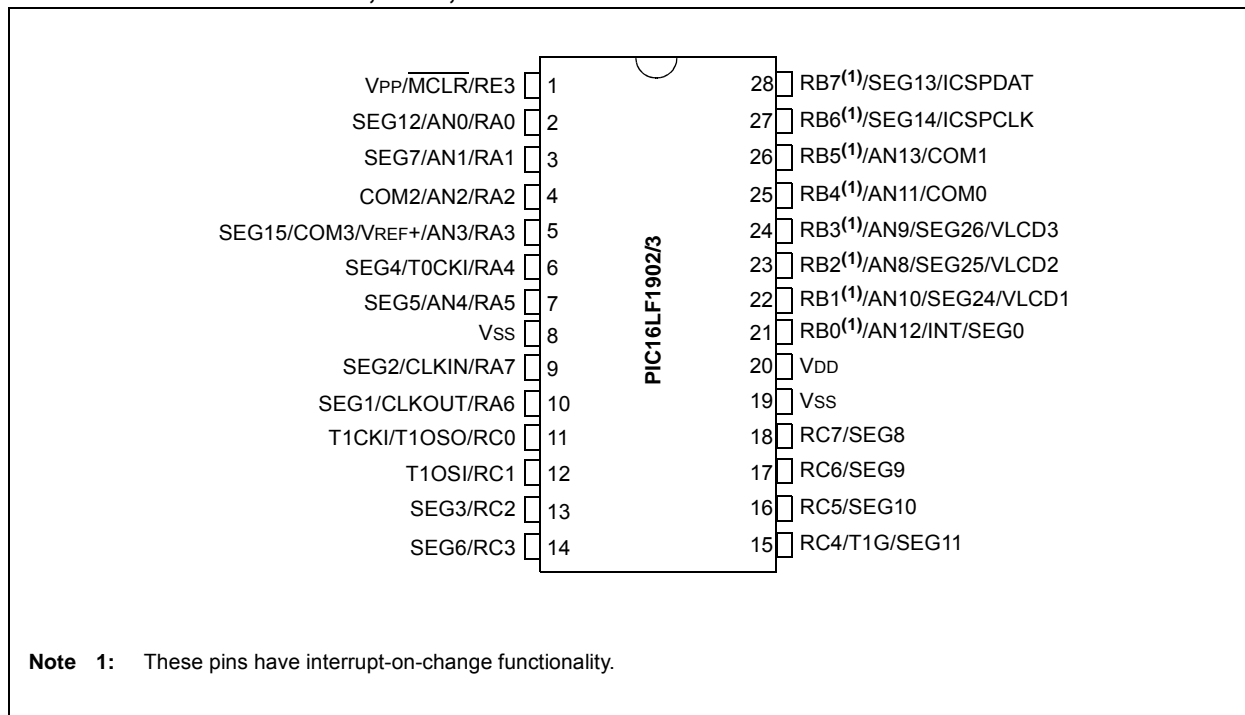 VPP/MCLR/RE3 1
SEG12/AN0/RA0 2
SEG7/AN1/RA1 3
COM2/AN2/RA2 4
SEG15/COM3/VREF+/AN3/RA3 5
SEG4/T0CKI/RA4 6
SEG5/AN4/RA5 7
VSS 8
SEG2/CLKIN/RA7 9
SEG1/CLKOUT/RA6 10
T1CKI/T1OSO/RC0 11
T1OSI/RC1 12
SEG3/RC2 13
SEG6/RC3 14
PIC16LF1902/3
28 RB7(1)/SEG13/ICSPDAT
27 RB6(1)/SEG14/ICSPCLK
26 RB5(1)/AN13/COM1
25 RB4(1)/AN11/COM0
24 RB3(1)/AN9/SEG26/VLCD3
23 RB2(1)/AN8/SEG25/VLCD2
22 RB1(1)/AN10/SEG24/VLCD1
21 RB0(1)/AN12/INT/SEG0
20 VDD
19 VSS
18 RC7/SEG8
17 RC6/SEG9
16 RC5/SEG10
15 RC4/T1G/SEG11
Note 1: These pins have interrupt-on-change functionality.